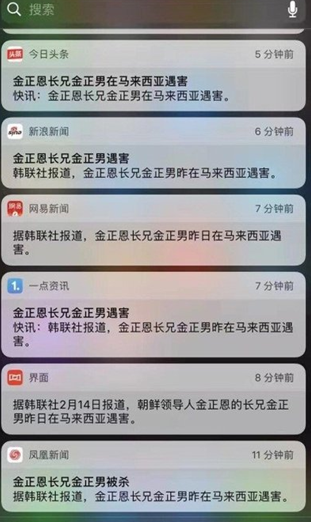 搜索
今日头条
5 分钟前
金正恩长兄金正男在马来西亚遇害
快讯：金正恩长兄金正男在马来西亚遇害。
新浪新闻
6 分钟前
金正恩长兄金正男遇害
韩联社报道，金正恩长兄金正男昨在马来西亚遇害。
网易新闻
7 分钟前
据韩联社报道，金正恩长兄金正男昨日在马来西亚遇害。
一点资讯
7 分钟前
金正恩长兄金正男遇害
快讯：韩联社报道，金正恩长兄金正男昨在马来西亚遇害。
界面
8 分钟前
据韩联社2月14日报道，朝鲜领导人金正恩的长兄金正
男昨日在马来西亚遇害。
凤凰新闻
11 分钟前
金正恩长兄金正男被杀
据韩联社报道，金正恩长兄金正男昨在马来西亚遇害。